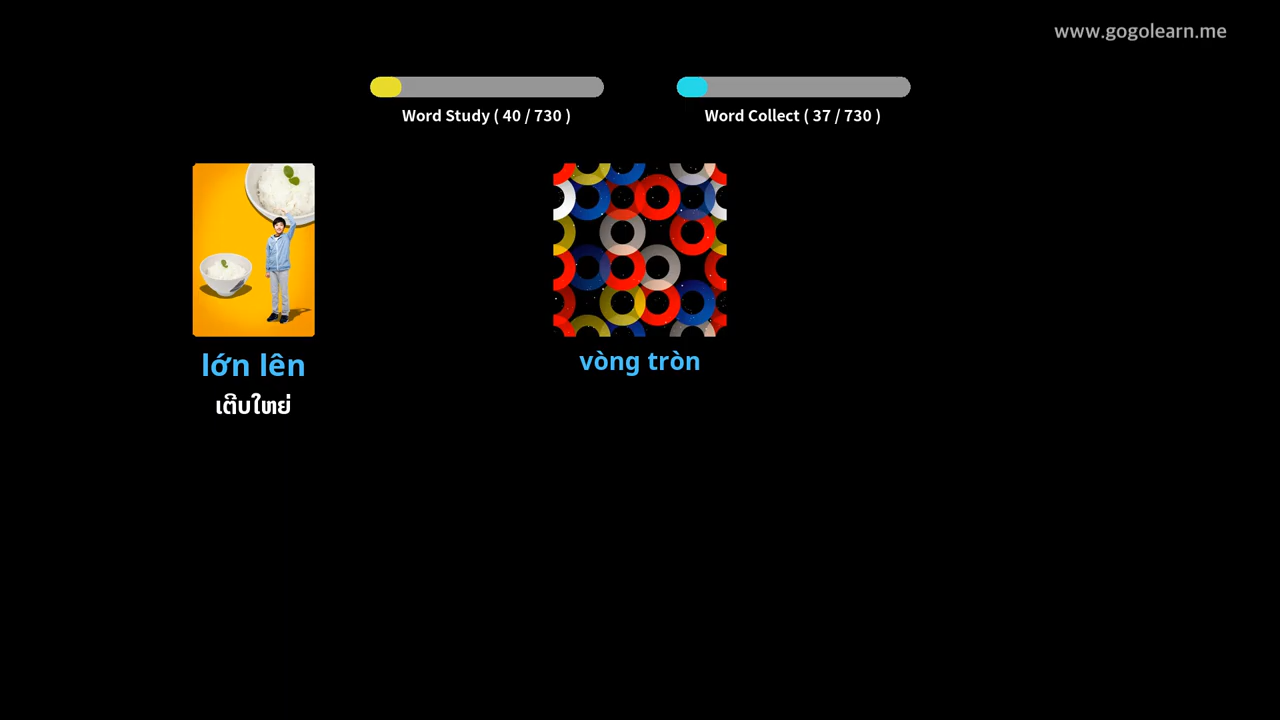 www.gogolearn.me
Word Study ( 40 / 730 )
Word Collect ( 37 / 730 )
lớn lên
ເຕີບໃຫຍ່
vòng tròn